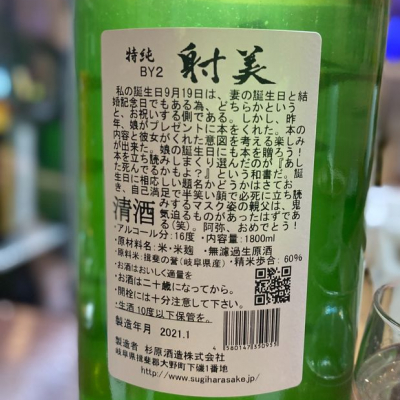 特純
BY2
射美
私の誕生日9月19日は、妻の誕生日と結
婚記念日でもある為、どちらかという
と、お祝いする側である。しかし、昨
年、娘がプレゼントに本をくれた。本の
内容と彼女がくれた意図を考える楽しみ
が出来た。娘の誕生日にも本を贈ろう！
本を立ち読みしまくり選んだのが『あし
た死んでるかもよ？』という和書だ。誕
生日に相応しい題名かどうかはさてお
き、自己満足で半笑い顔で必死に立ち読
みするマスク姿の親父は、鬼
気迫るものがあったはずであ
る(笑)。阿弥、おめでとう！
清酒
・アルコール分:16度・内容量:1800ml
・原材料名:米・米麹 ・無濾過生原酒
・原料米:揖斐の誉(岐阜県産)・精米歩合:60%
・お酒はおいしく適量を
・お酒は二十歳になってから。
・開栓には十分注意して下さい。
・生酒 10度以下保管を。
製造年月 2021.1
製造者 杉原酒造株式会社
岐阜県揖斐郡大野町下磯1番地
http://www.sugiharasake.jp/
4 560147 350931